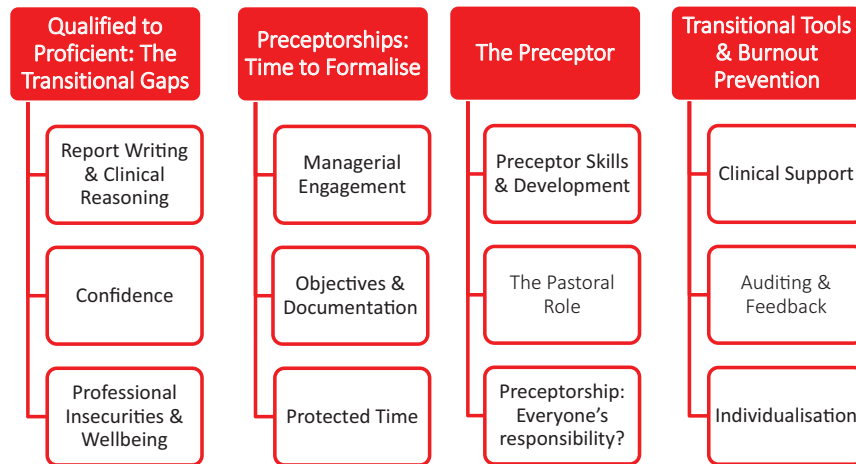 Qualified to
Proficient: The
Transitional Gaps
Report Writing
& Clinical
Reasoning
Confidence
Professional
Insecurities &
Wellbeing
Preceptorships:
Time to Formalise
Managerial
Engagement
Objectives &
Documentation
Protected Time
The Preceptor
Preceptor Skills
& Development
The Pastoral
Role
Preceptorship:
Everyone’s
responsibility?
Transitional Tools
& Burnout
Prevention
Clinical Support
Auditing &
Feedback
Individualisation